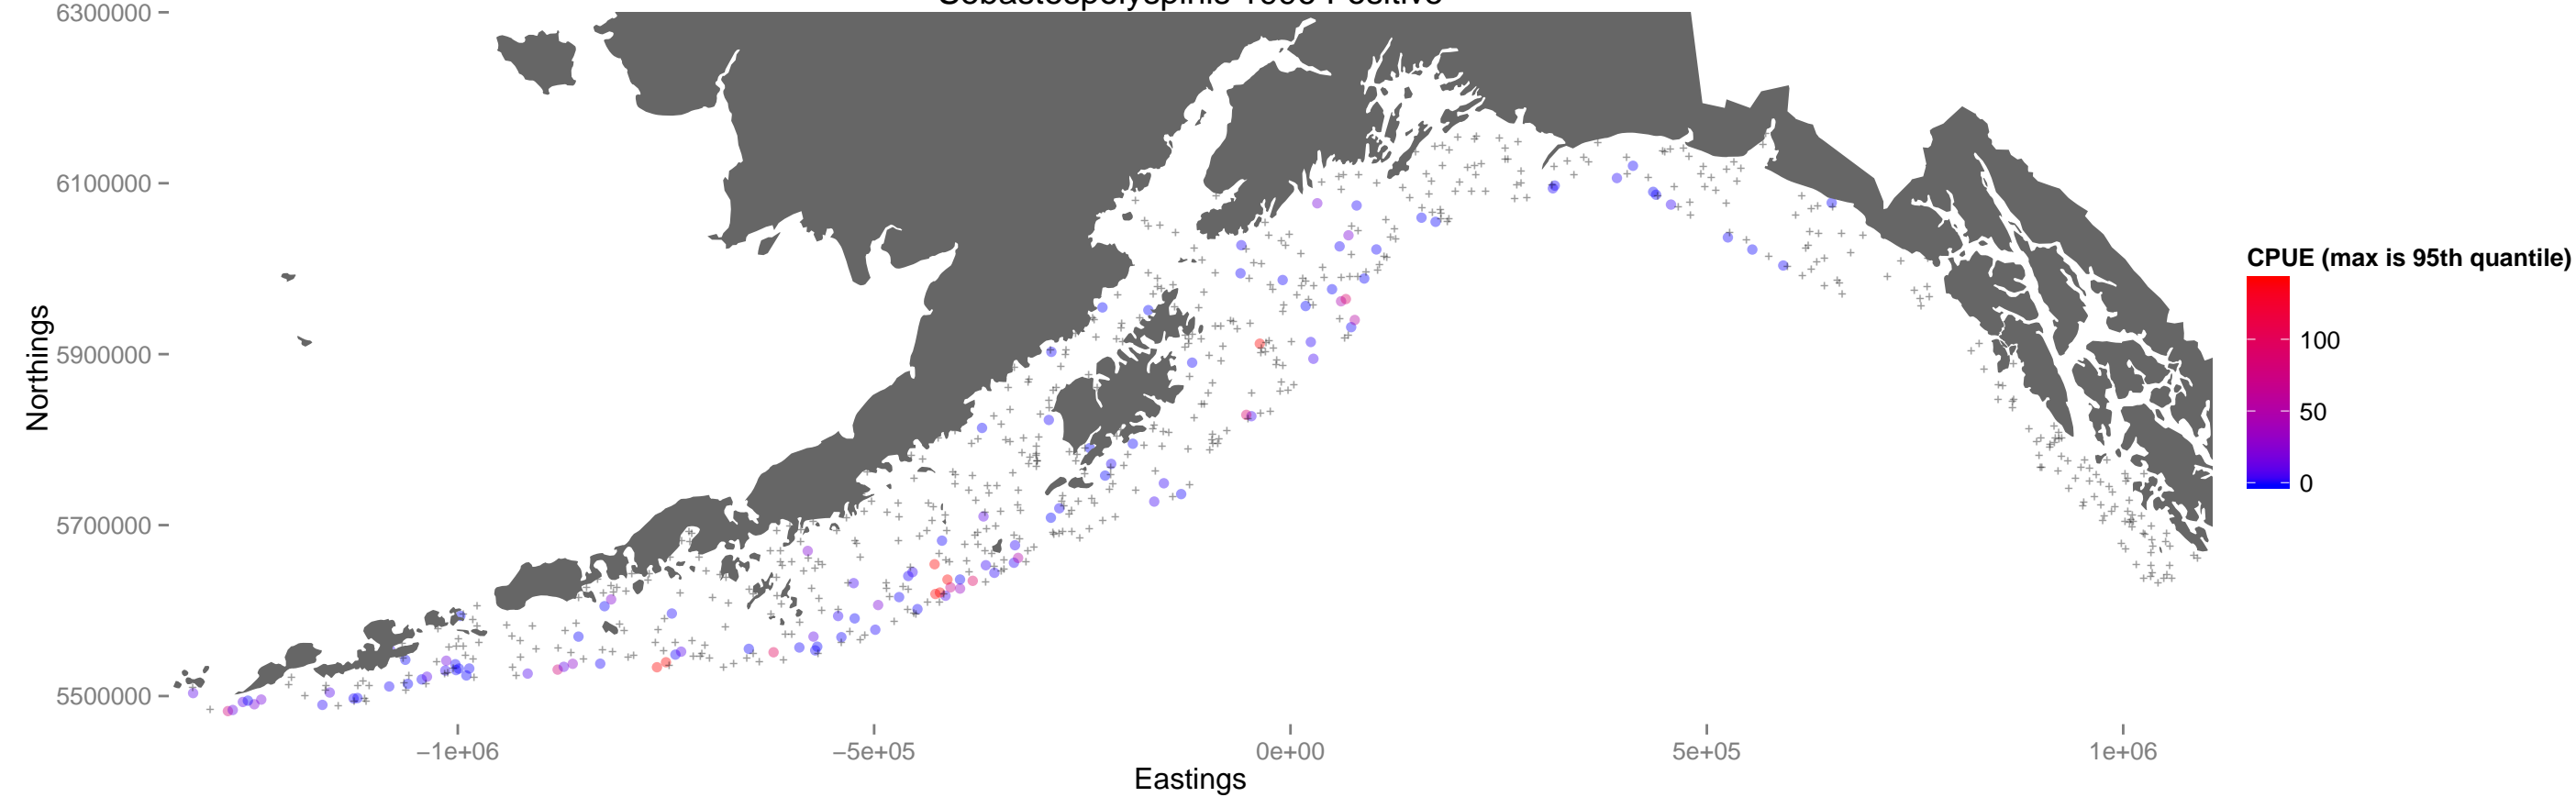 6300000
6100000
5900000
5700000
5500000
Northings
−1e+06
−5e+05
0e+00
5e+05
1e+06
Eastings
CPUE (max is 95th quantile)
100
50
0